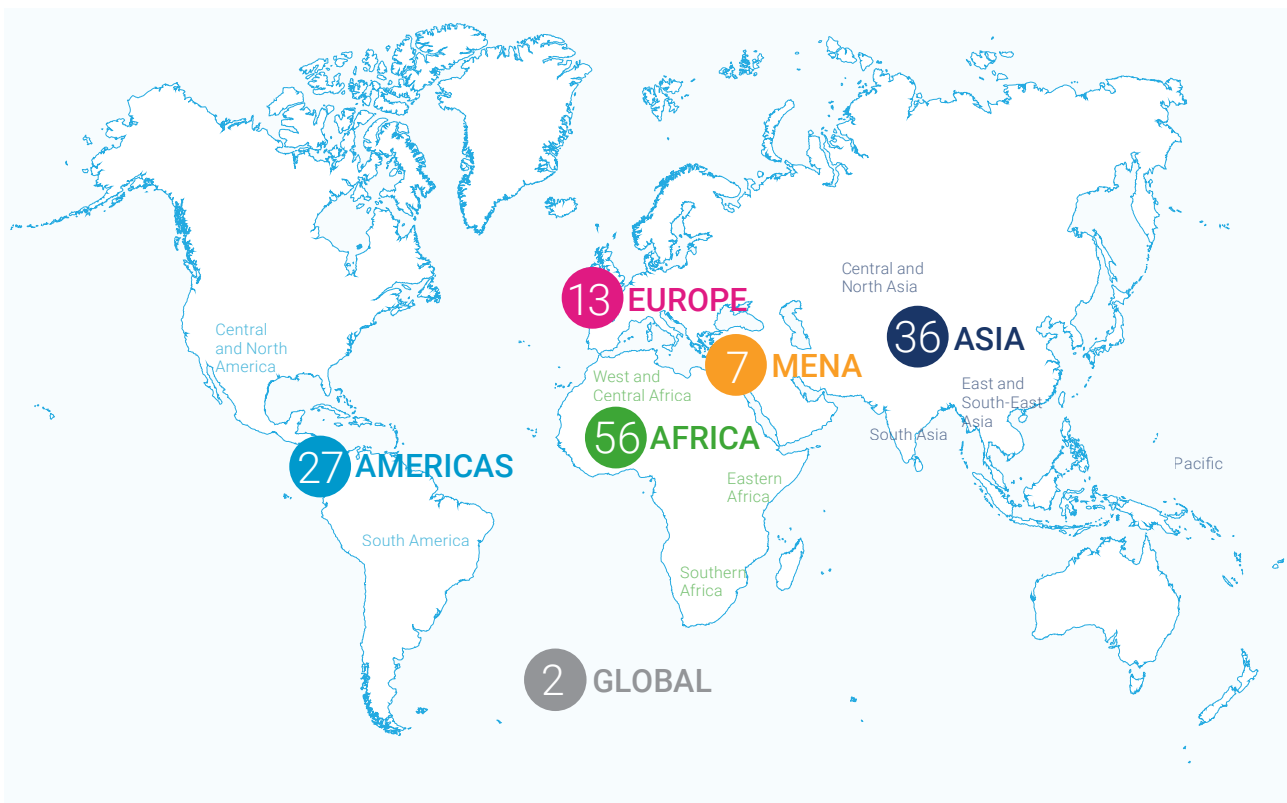 Central and
North Asia
13 EUROPE
36 ASIA
Central
and North
America
7 MENA
West and
Central Africa
East and
South-East
Asia
56 AFRICA
South Asia
27 AMERICAS
Pacific
Eastern
Africa
South America
Southern
Africa
2 GLOBAL